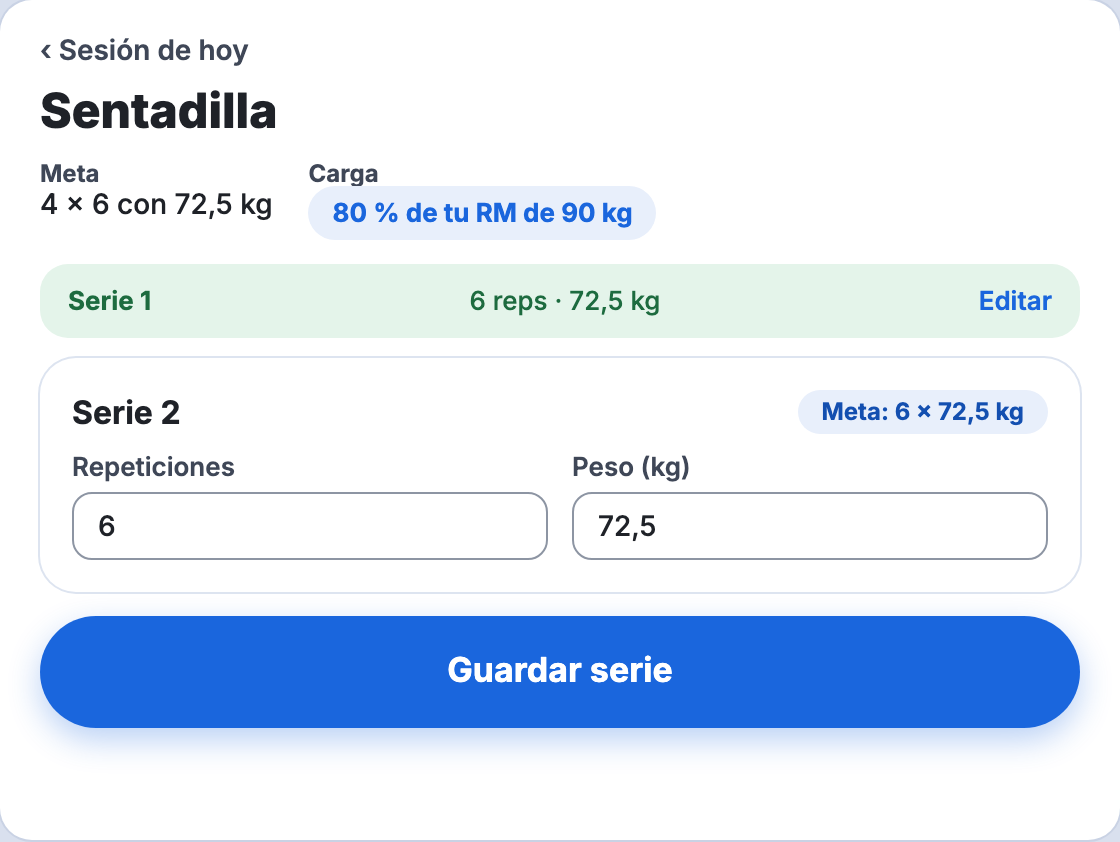 ‹ Sesión de hoy
Sentadilla
Meta
4 × 6 con 72,5 kg
Carga
80 % de tu RM de 90 kg
Serie 1 6 reps · 72,5 kg Editar
Serie 2 Meta: 6 × 72,5 kg
Repeticiones Peso (kg)
6 72,5
Guardar serie